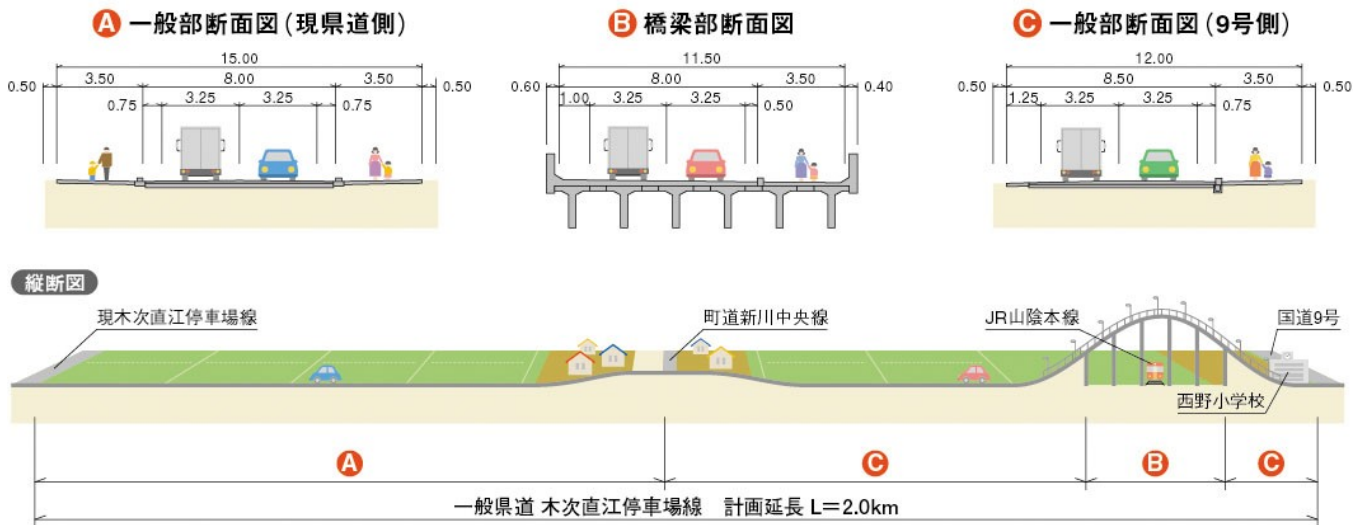 A 一般部断面図(現県道側)
15.00
0.50 3.50 8.00 3.50 0.50
0.75 3.25 3.25 0.75
B 橋梁部断面図
11.50
0.60 8.00 3.50 0.40
1.00 3.25 3.25 0.50
C 一般部断面図(9号側)
12.00
0.50 8.50 3.50 0.50
1.25 3.25 3.25 0.75
縦断図
現木次直江停車場線
町道新川中央線
JR山陰本線
国道9号
西野小学校
A C B C
一般県道 木次直江停車場線 計画延長 L=2.0km